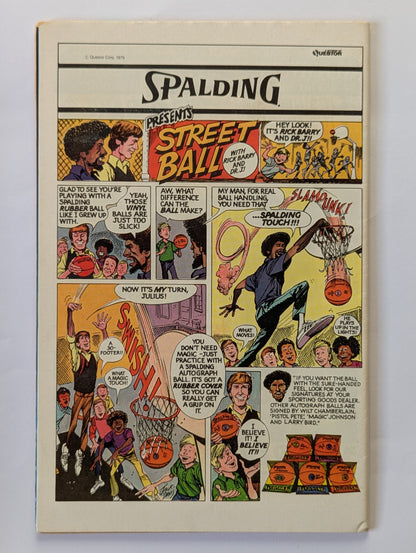 © Questor Corp. 1979
QUESTOR
SPALDING
PRESENTS
STREET
BALL
WITH
RICK BARRY
AND
DR. J!
HEY LOOK!
IT'S RICK BARRY
AND DR. J!!
GLAD TO SEE YOU'RE
PLAYING WITH A
SPALDING
RUBBER BALL
LIKE I GREW UP
WITH.
YEAH,
THOSE
VINYL
BALLS ARE
JUST TOO
SLICK!
AW, WHAT
DIFFERENCE
CAN THE
BALL MAKE?
MY MAN, FOR REAL
BALL HANDLING
YOU NEED THAT
...SPALDING
TOUCH!!!
SLAM DUNK!
WHAT
MOVES!
HE
PLAYS
UP IN THE
LIGHTS!
NOW IT'S MY TURN,
JULIUS!
SWISH!
FOOTER!!
WHAT
A
MAGIC
TOUCH!
YOU
DON'T NEED
MAGIC -JUST
PRACTICE WITH
A SPALDING
AUTOGRAPH
BALL. IT'S GOT A
RUBBER COVER
SO YOU CAN
REALLY GET
A GRIP ON
IT.
I
BELIEVE
IT! I
BELIEVE
IT!!
"IF YOU WANT THE BALL
WITH THE SURE-HANDED
FEEL, LOOK FOR OUR
SIGNATURES AT YOUR
SPORTING GOODS DEALER.
OTHER AUTOGRAPH BALLS ARE
SIGNED BY WILT CHAMBERLAIN,
'PISTOL PETE', 'MAGIC' JOHNSON
AND LARRY BIRD."